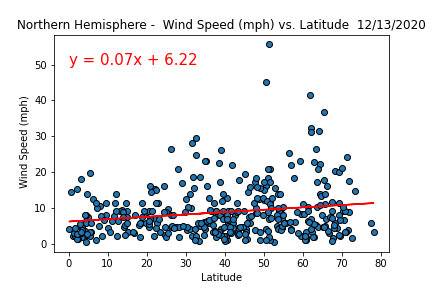 Northern Hemisphere -  Wind Speed (mph) vs. Latitude  12/13/2020
y = 0.07x + 6.22
Wind Speed (mph)
50
40
30
20
10
0
0 10 20 30 40 50 60 70 80
Latitude